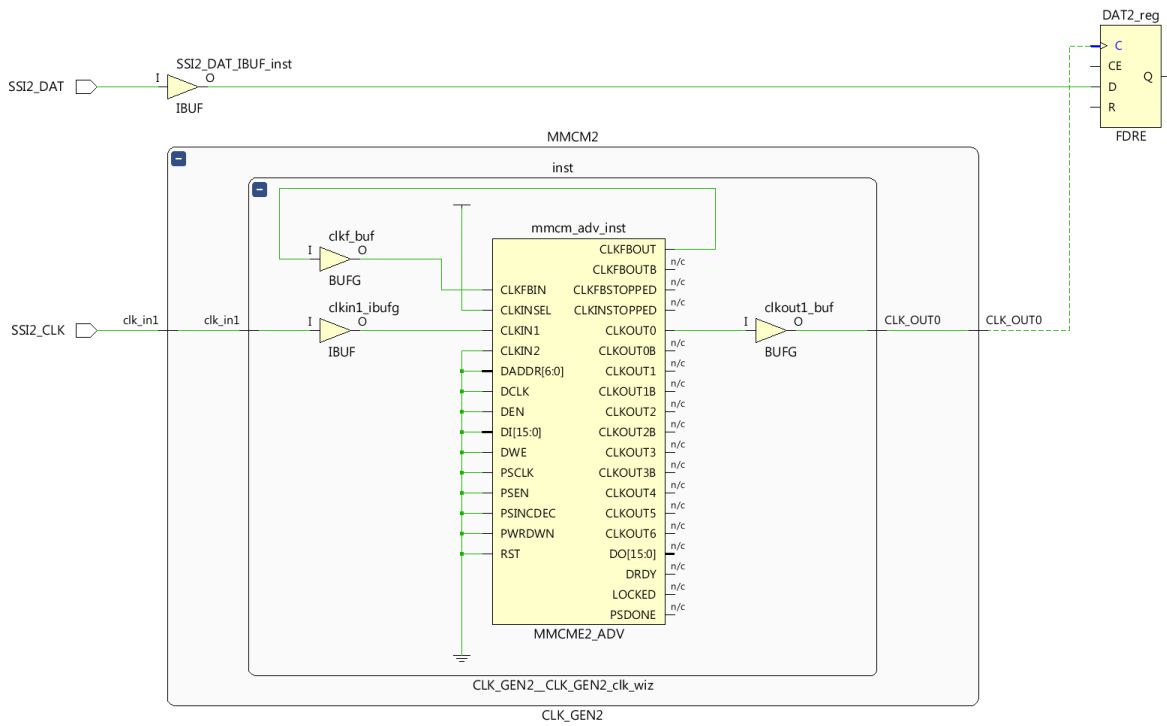 DAT2_reg
C
CE
D
R
Q
FDRE
SSI2_DAT_IBUF_inst
SSI2_DAT
I
O
IBUF
MMCM2
inst
mmcm_adv_inst
clkf_buf
I
O
BUFG
clkin1_ibufg
SSI2_CLK
clk_in1
clk_in1
I
O
IBUF
CLKFBIN
CLKINSEL
CLKIN1
CLKIN2
DADDR[6:0]
DCLK
DEN
DI[15:0]
DWE
PSCLK
PSEN
PSINCDEC
PWRDWN
RST
CLKFBOUT
CLKFBOUTB n/c
CLKFBSTOPPED n/c
CLKINSTOPPED n/c
CLKOUT0
CLKOUT0B n/c
CLKOUT1 n/c
CLKOUT1B n/c
CLKOUT2 n/c
CLKOUT2B n/c
CLKOUT3 n/c
CLKOUT3B n/c
CLKOUT4 n/c
CLKOUT5 n/c
CLKOUT6 n/c
DO[15:0] n/c
DRDY n/c
LOCKED n/c
PSDONE n/c
MMCME2_ADV
clkout1_buf
I
O
BUFG
CLK_OUT0
CLK_OUT0
CLK_GEN2__CLK_GEN2_clk_wiz
CLK_GEN2